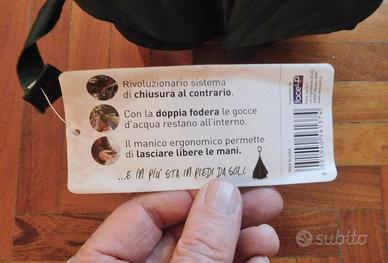 Rivoluzionario sistema
di chiusura al contrario.
Con la doppia fodera le gocce
d'acqua restano all'interno.
Il manico ergonomico permette
di lasciare libere le mani.
...E IN PIÙ STA IN PIEDI DA SOLO
subito